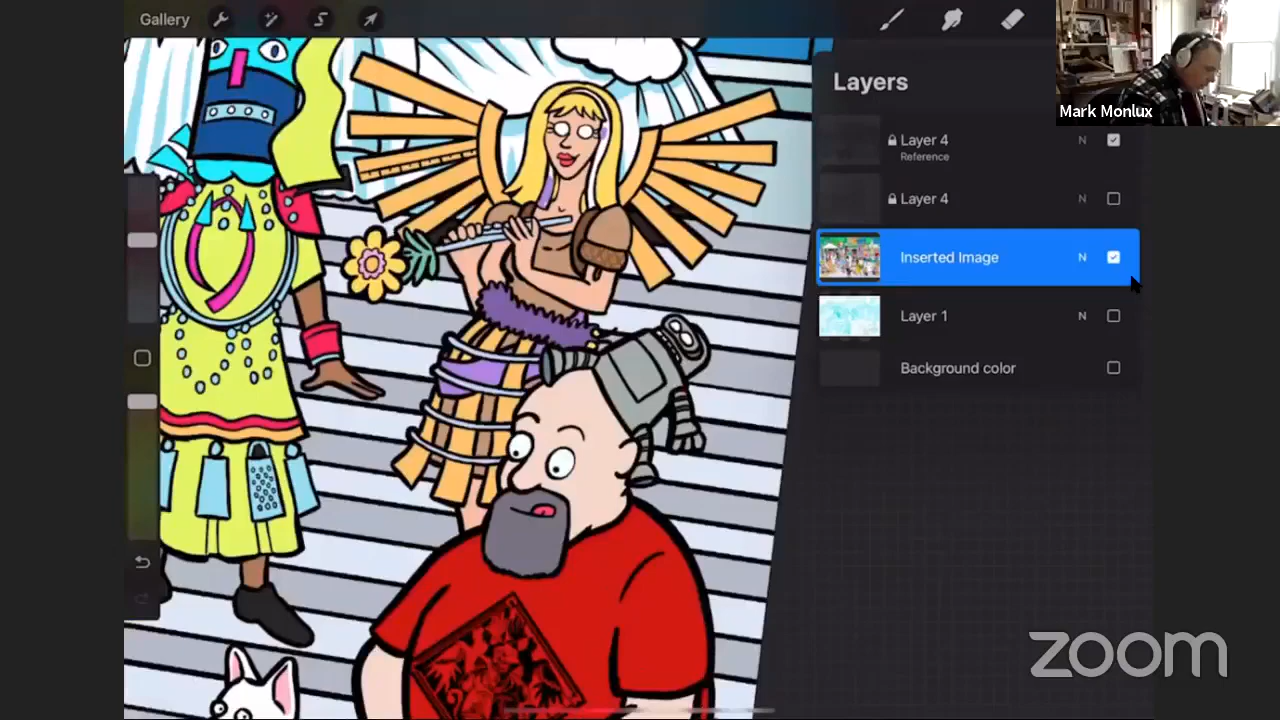 Gallery
Layers
Mark Monlux
Layer 4 N
Reference
Layer 4 N
Inserted Image N
Layer 1 N
Background color
zoom